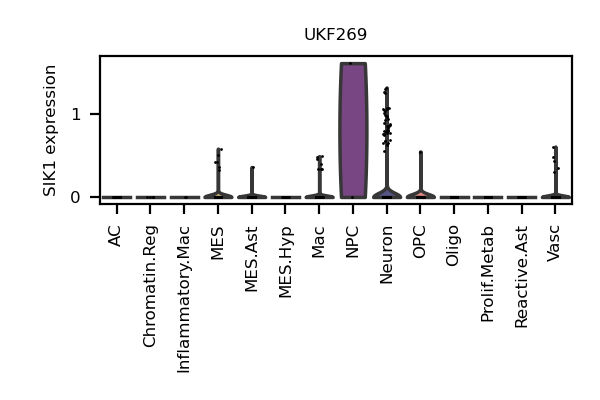 UKF269
SIK1 expression
1
0
AC
Chromatin.Reg
Inflammatory.Mac
MES
MES.Ast
MES.Hyp
Mac
NPC
Neuron
OPC
Oligo
Prolif.Metab
Reactive.Ast
Vasc